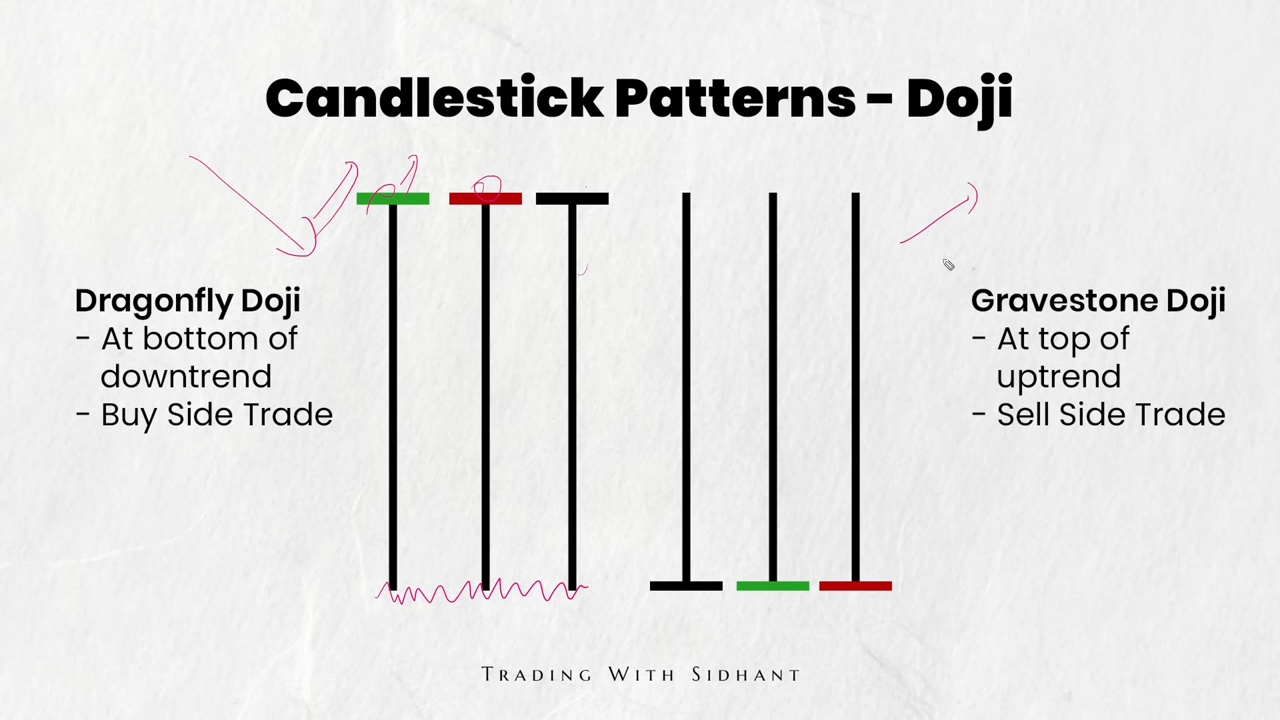 Candlestick Patterns - Doji
Dragonfly Doji
- At bottom of
downtrend
- Buy Side Trade
Gravestone Doji
- At top of
uptrend
- Sell Side Trade
Trading With Sidhant